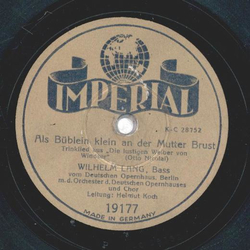 IMPERIAL
K-C 28752
Als Büblein klein an der Mutter Brust
Trinklied aus „Die lustigen Weiber von
Windsor" (Otto Nicolai)
WILHELM LANG, Bass
vom Deutschen Opernhaus, Berlin
m. d. Orchester d. Deutschen Opernhauses
und Chor
Leitung: Helmut Koch
19177
MADE IN GERMANY